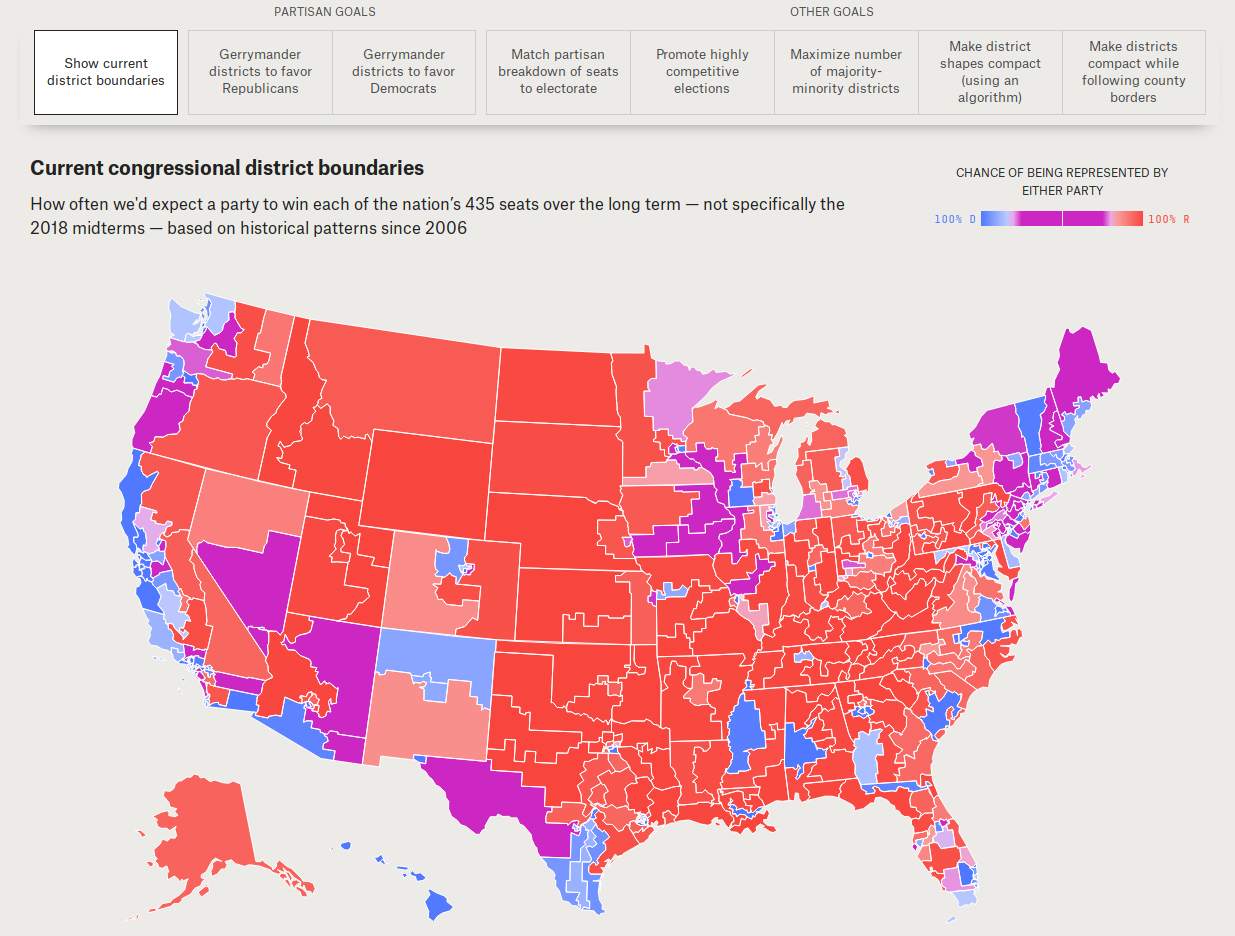 PARTISAN GOALS
OTHER GOALS
Show current
district boundaries
Gerrymander
districts to favor
Republicans
Gerrymander
districts to favor
Democrats
Match partisan
breakdown of seats
to electorate
Promote highly
competitive
elections
Maximize number
of majority-
minority districts
Make district
shapes compact
(using an
algorithm)
Make districts
compact while
following county
borders
Current congressional district boundaries
How often we'd expect a party to win each of the nation's 435 seats over the long term — not specifically the
2018 midterms — based on historical patterns since 2006
CHANCE OF BEING REPRESENTED BY
EITHER PARTY
100% D
100% R